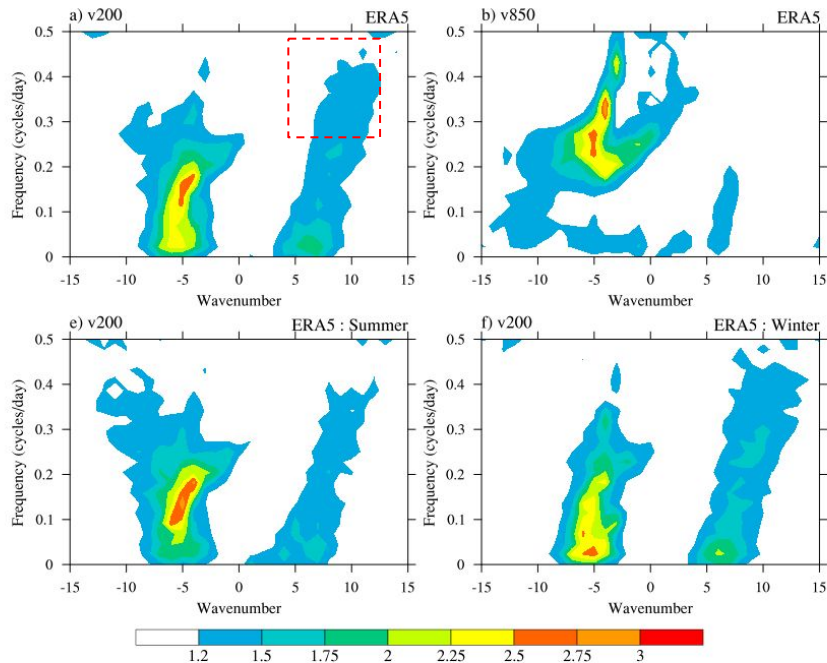 a) v200 ERA5
b) v850 ERA5
Frequency (cycles/day)
0.5
0.4
0.3
0.2
0.1
0
-15 -10 -5 0 5 10 15
Wavenumber
Frequency (cycles/day)
0.5
0.4
0.3
0.2
0.1
0
-15 -10 -5 0 5 10 15
Wavenumber
e) v200 ERA5 : Summer
f) v200 ERA5 : Winter
Frequency (cycles/day)
0.5
0.4
0.3
0.2
0.1
0
-15 -10 -5 0 5 10 15
Wavenumber
Frequency (cycles/day)
0.5
0.4
0.3
0.2
0.1
0
-15 -10 -5 0 5 10 15
Wavenumber
1.2 1.5 1.75 2 2.25 2.5 2.75 3